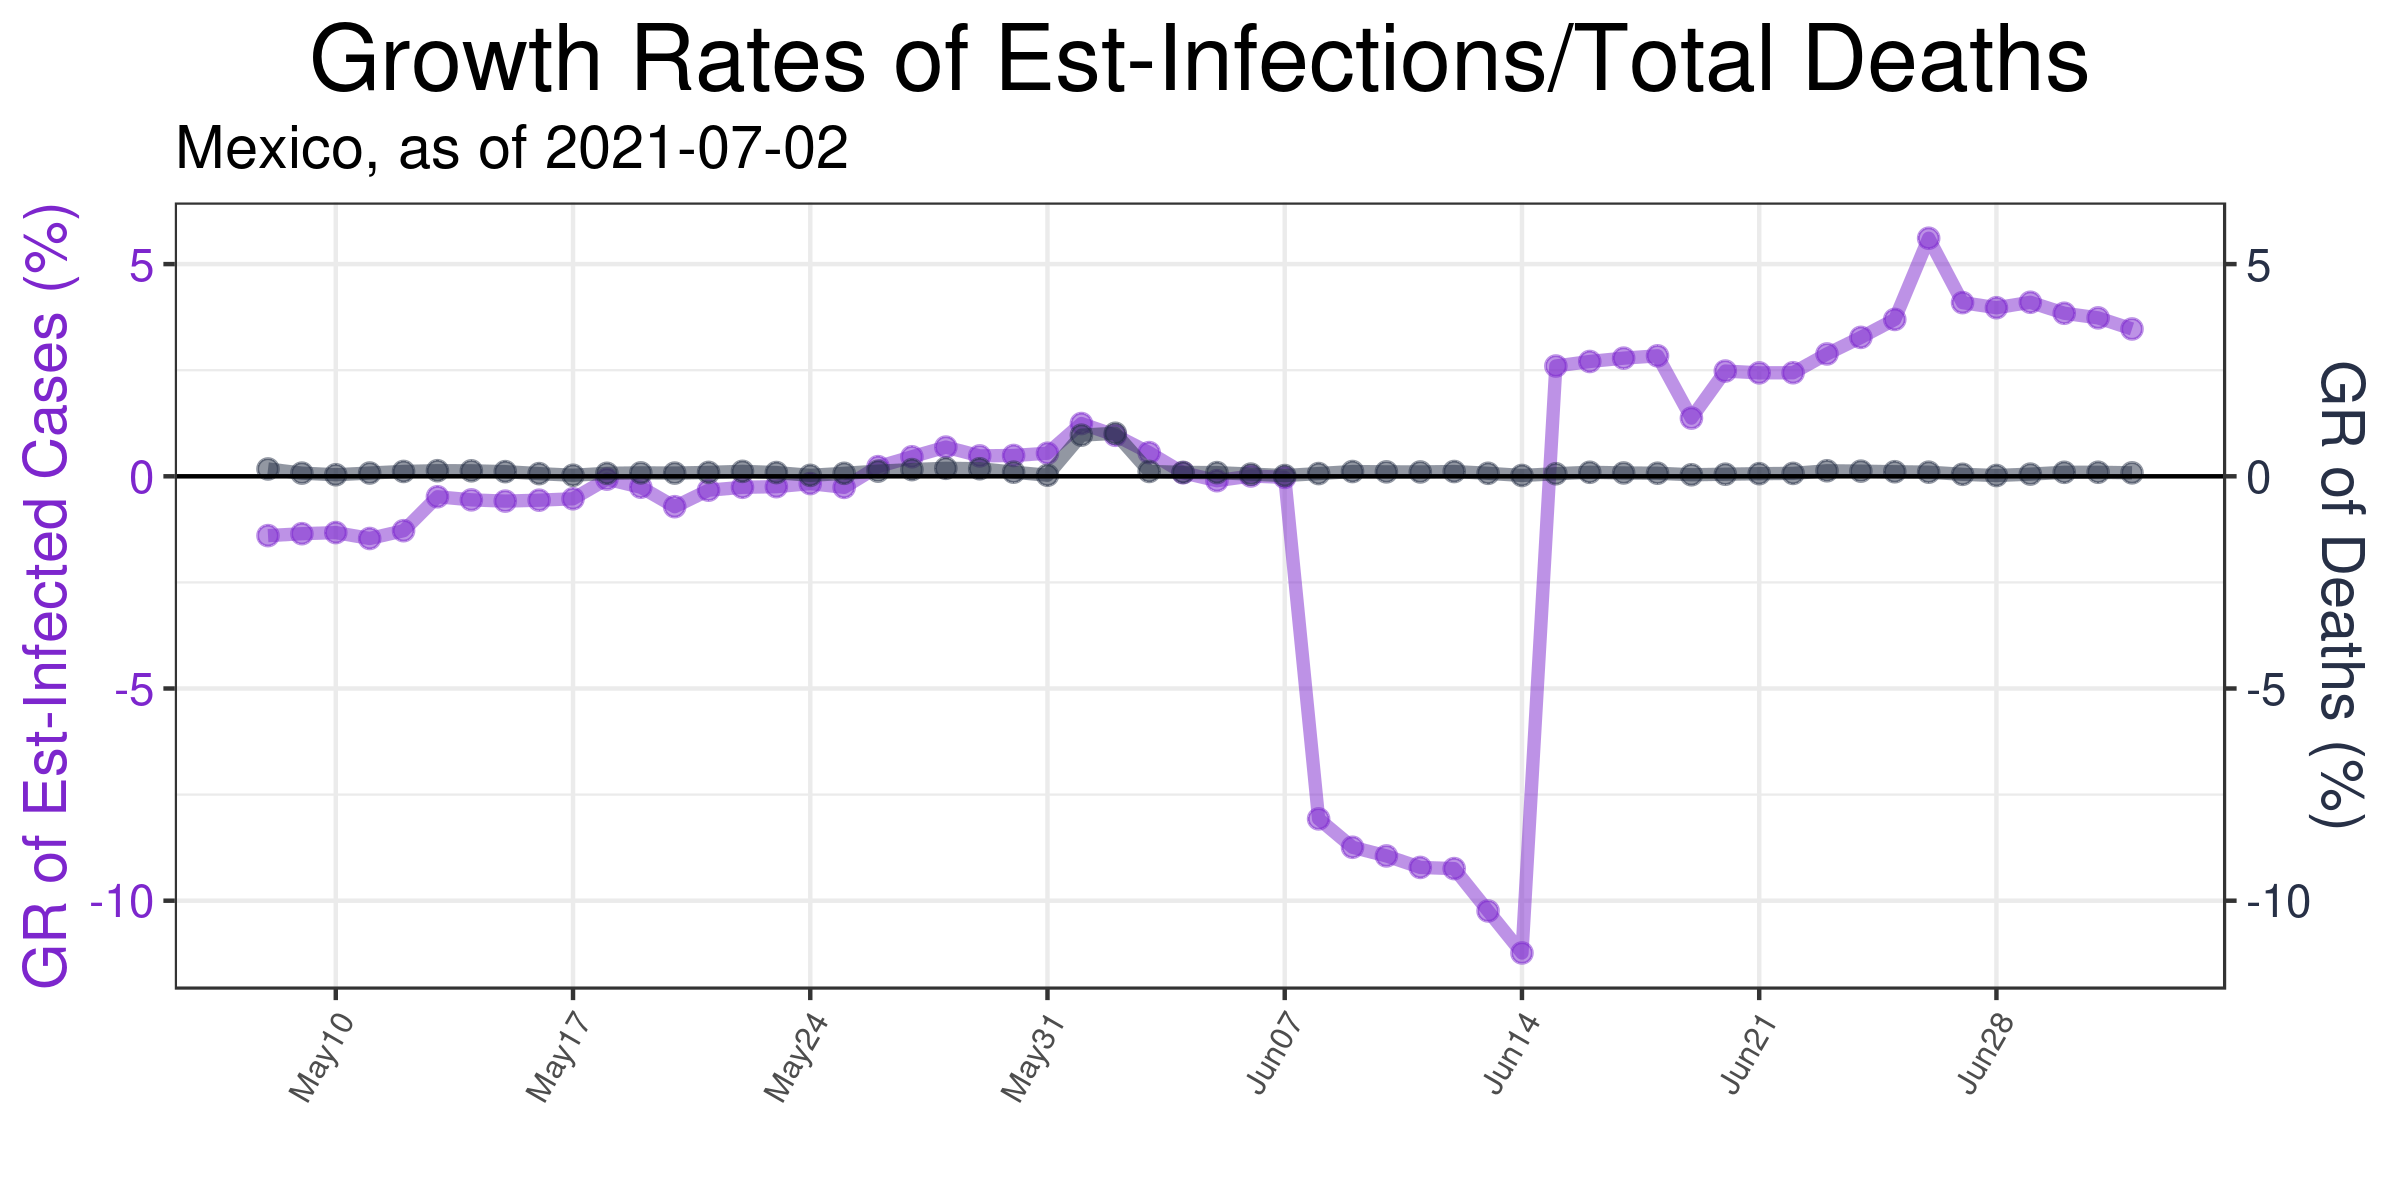 Growth Rates of Est-Infections/Total Deaths
Mexico, as of 2021-07-02
GR of Est-Infected Cases (%)
5
0
-5
-10
5
0
-5
-10
GR of Deaths (%)
May10
May17
May24
May31
Jun07
Jun14
Jun21
Jun28